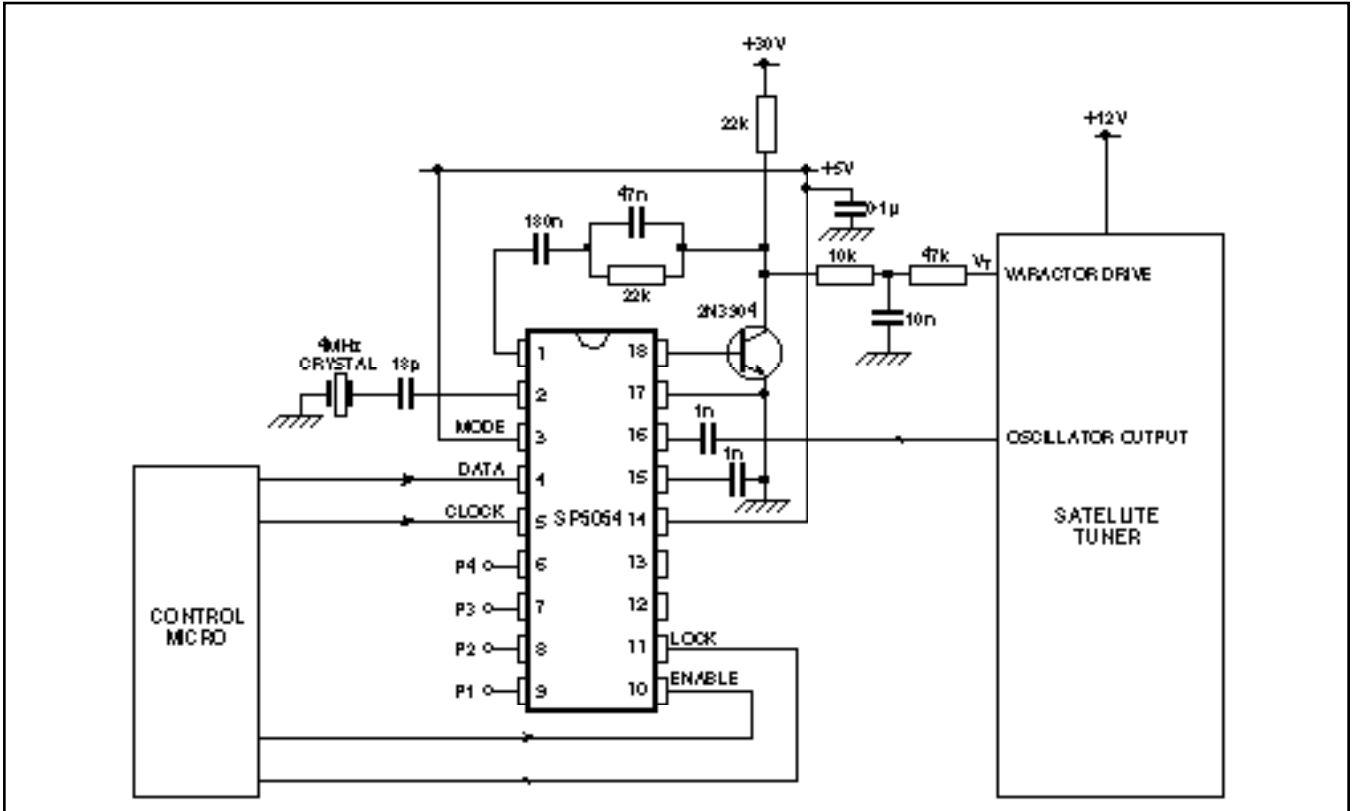 +30V
22k
+12V
+5V
47n
180n
0·1µ
22k
10k
47k
VT
VARACTOR DRIVE
2N3904
10n
4MHz
CRYSTAL
18p
1
18
2
17
1n
MODE
3
16
OSCILLATOR OUTPUT
1n
DATA
4
15
CLOCK
5
SP5054
14
SATELLITE
TUNER
P4
6
13
P3
7
12
CONTROL
MICRO
P2
8
11
LOCK
P1
9
10
ENABLE